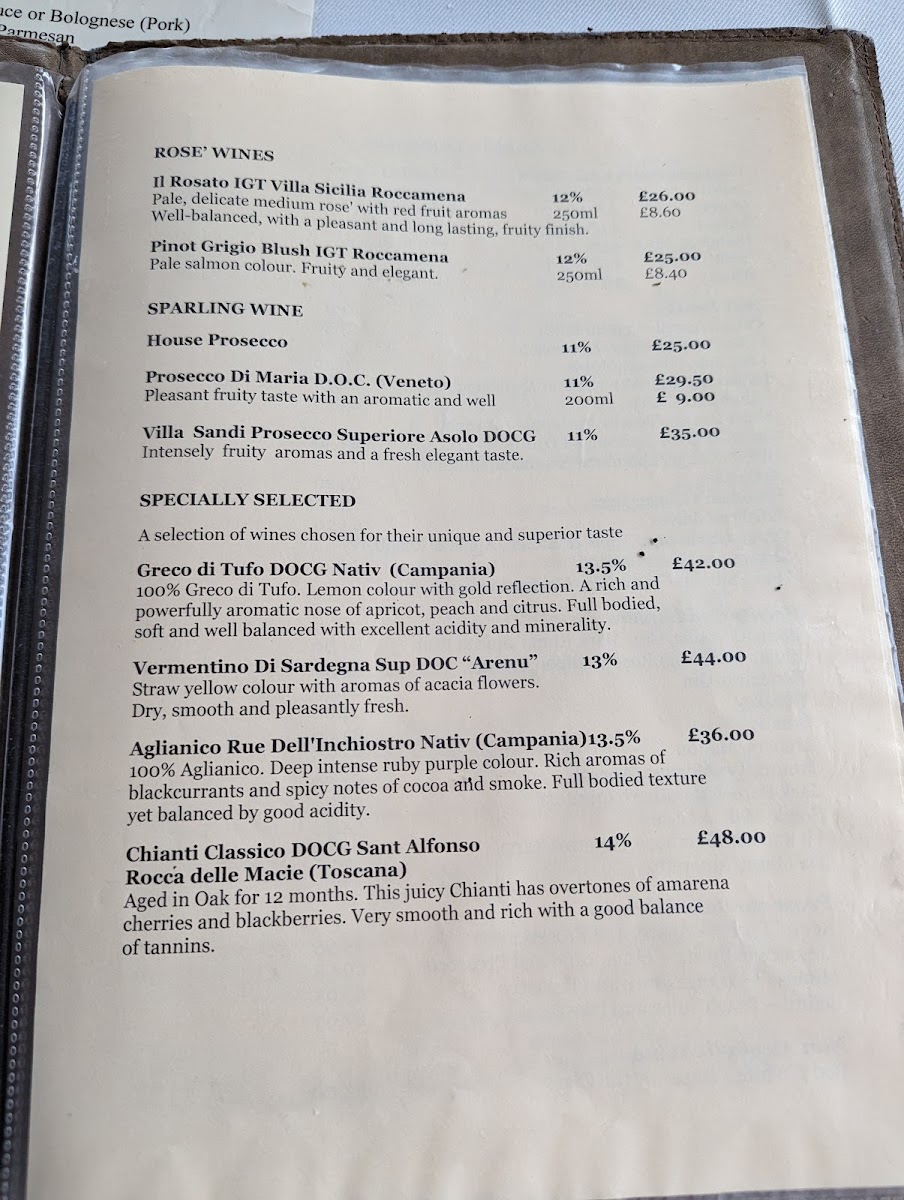 uce or Bolognese (Pork)
Parmesan
ROSE' WINES
Il Rosato IGT Villa Sicilia Roccamena 12% £26.00
Pale, delicate medium rose' with red fruit aromas 250ml £8.60
Well-balanced, with a pleasant and long lasting, fruity finish.
Pinot Grigio Blush IGT Roccamena 12% £25.00
Pale salmon colour. Fruity and elegant. 250ml £8.40
SPARLING WINE
House Prosecco 11% £25.00
Prosecco Di Maria D.O.C. (Veneto) 11% £29.50
Pleasant fruity taste with an aromatic and well 200ml £ 9.00
Villa Sandi Prosecco Superiore Asolo DOCG 11% £35.00
Intensely fruity aromas and a fresh elegant taste.
SPECIALLY SELECTED
A selection of wines chosen for their unique and superior taste
Greco di Tufo DOCG Nativ (Campania) 13.5% £42.00
100% Greco di Tufo. Lemon colour with gold reflection. A rich and
powerfully aromatic nose of apricot, peach and citrus. Full bodied,
soft and well balanced with excellent acidity and minerality.
Vermentino Di Sardegna Sup DOC “Arenu” 13% £44.00
Straw yellow colour with aromas of acacia flowers.
Dry, smooth and pleasantly fresh.
Aglianico Rue Dell'Inchiostro Nativ (Campania)13.5% £36.00
100% Aglianico. Deep intense ruby purple colour. Rich aromas of
blackcurrants and spicy notes of cocoa and smoke. Full bodied texture
yet balanced by good acidity.
Chianti Classico DOCG Sant Alfonso 14% £48.00
Rocca delle Macie (Toscana)
Aged in Oak for 12 months. This juicy Chianti has overtones of amarena
cherries and blackberries. Very smooth and rich with a good balance
of tannins.